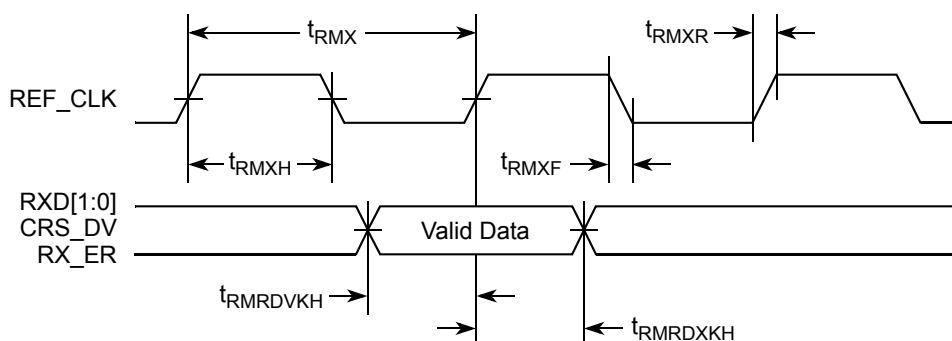 tRMX
tRMXR
REF_CLK
tRMXH
tRMXF
RXD[1:0]
CRS_DV
RX_ER
Valid Data
tRMRDVKH
tRMRDXKH